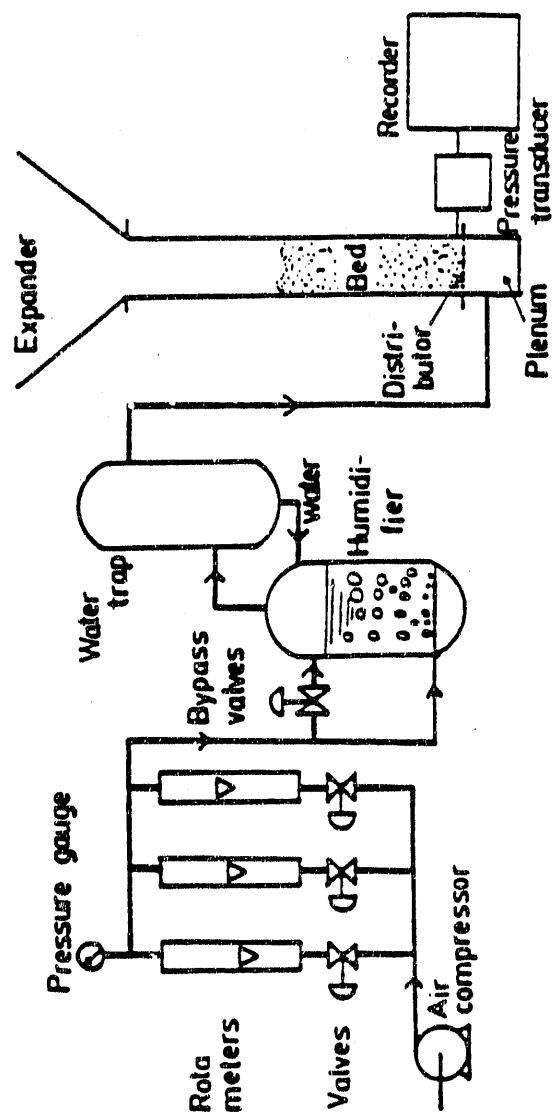 Pressure gauge
Water
trap
Expander
Rota
meters
Bypass
valves
Water
Humidi-
fier
Bed
Distri-
butor
Recorder
Valves
Air
compressor
Plenum
Pressure
transducer